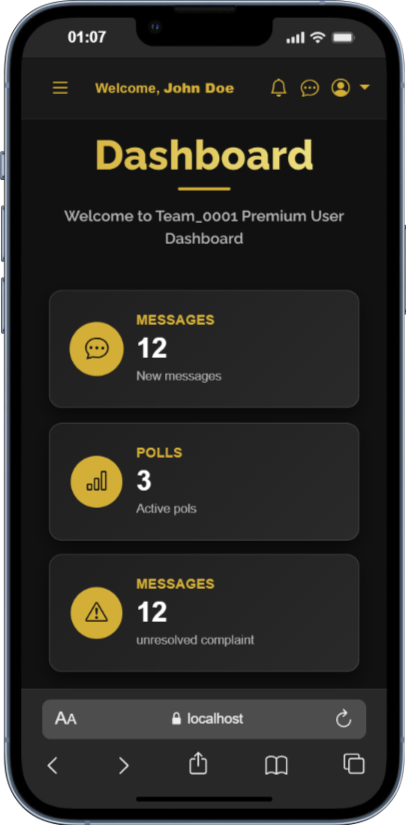 01:07
Welcome, John Doe
Dashboard
Welcome to Team_0001 Premium User
Dashboard
MESSAGES
12
New messages
POLLS
3
Active pols
MESSAGES
12
unresolved complaint
AA
localhost